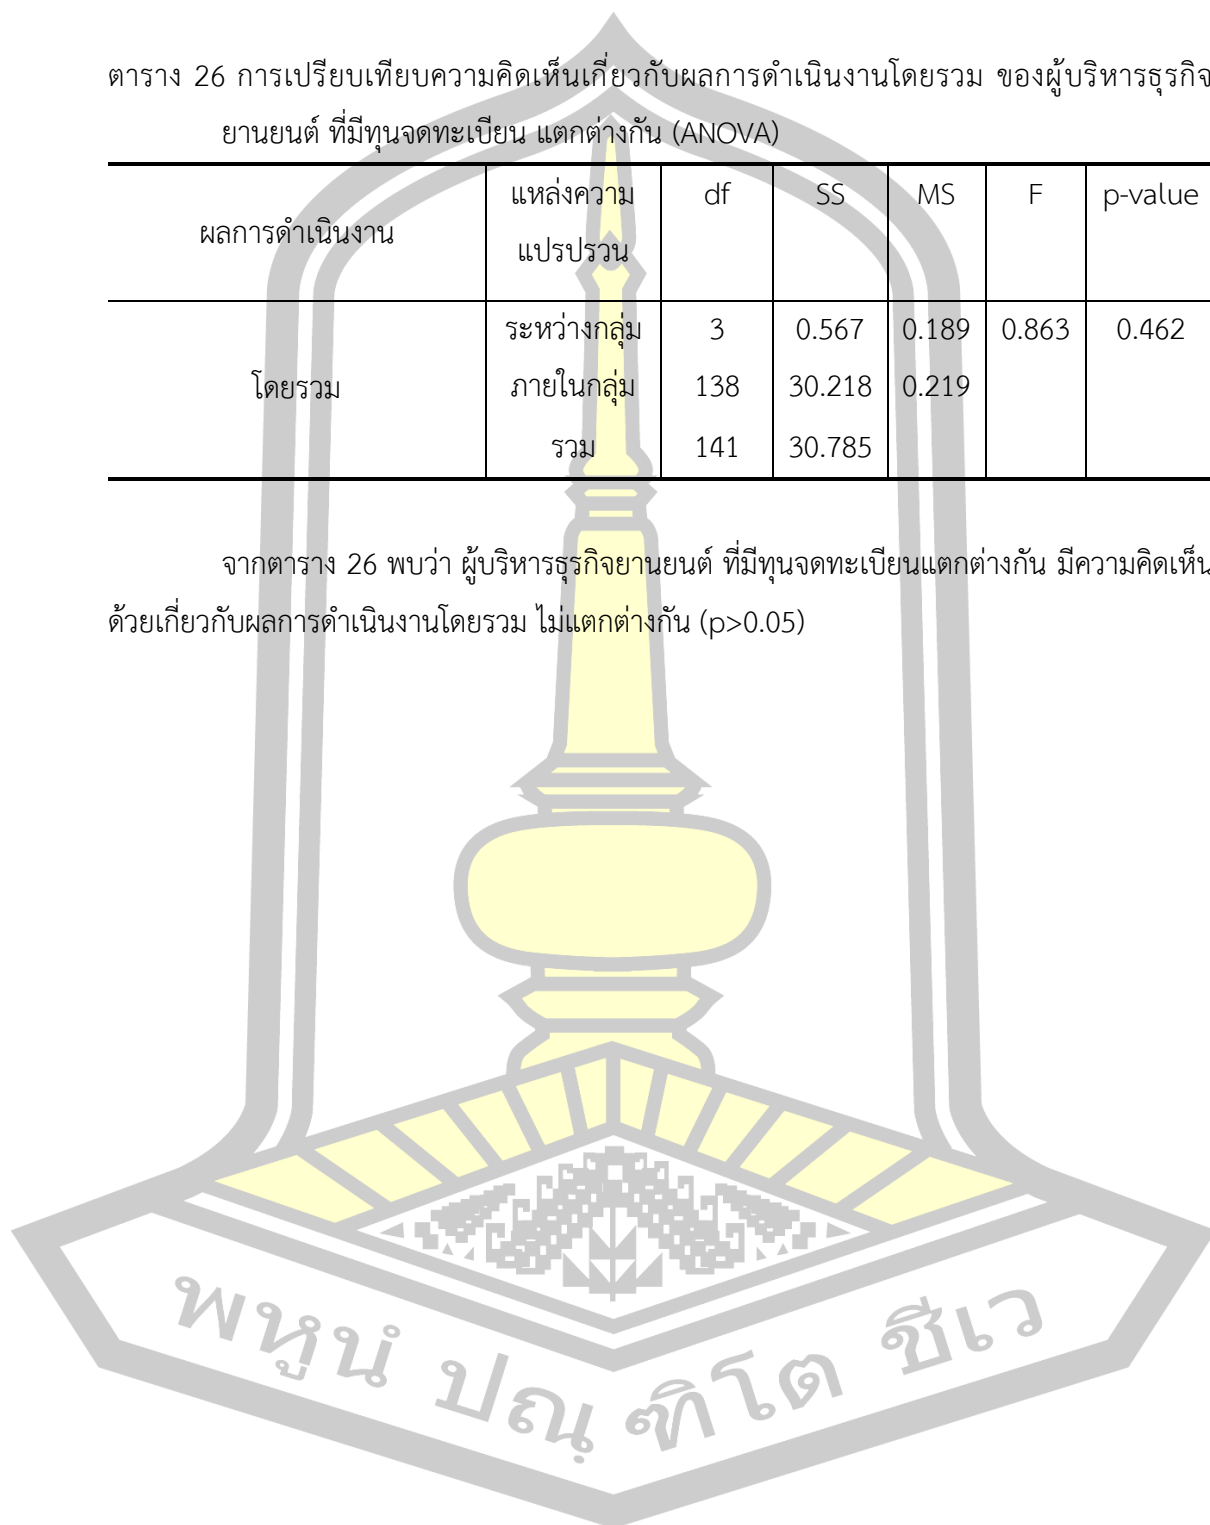 ตาราง 26 การเปรียบเทียบความคิดเห็นเกี่ยวกับผลการดำเนินงานโดยรวม ของผู้บริหารธุรกิจ
ยานยนต์ ที่มีทุนจดทะเบียน แตกต่างกัน (ANOVA)
ผลการดำเนินงาน แหล่งความ แปรปรวน df SS MS F p-value
โดยรวม ระหว่างกลุ่ม 3 0.567 0.189 0.863 0.462
ภายในกลุ่ม 138 30.218 0.219
รวม 141 30.785
จากตาราง 26 พบว่า ผู้บริหารธุรกิจยานยนต์ ที่มีทุนจดทะเบียนแตกต่างกัน มีความคิดเห็น
ด้วยเกี่ยวกับผลการดำเนินงานโดยรวม ไม่แตกต่างกัน (p>0.05)
พหูนํ ปณฺฑิโต ชีเว